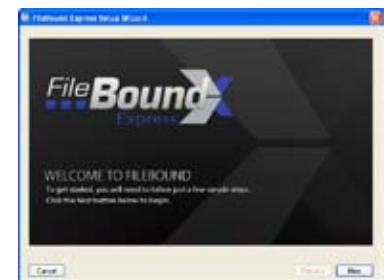 FileBound Express Setup Wizard
FileBound X
Express
WELCOME TO FILEBOUND
To get started, you will need to follow just a few simple steps.
Click the Next button below to begin.
Cancel
Previous
Next